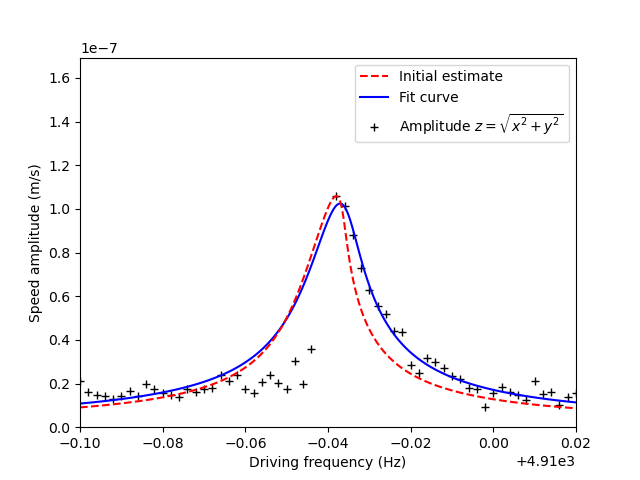 1e−7
Initial estimate
Fit curve
Amplitude z = √x² + y²
1.6
1.4
1.2
1.0
0.8
0.6
0.4
0.2
0.0
Speed amplitude (m/s)
−0.10 −0.08 −0.06 −0.04 −0.02 0.00 0.02
Driving frequency (Hz)
+4.91e3